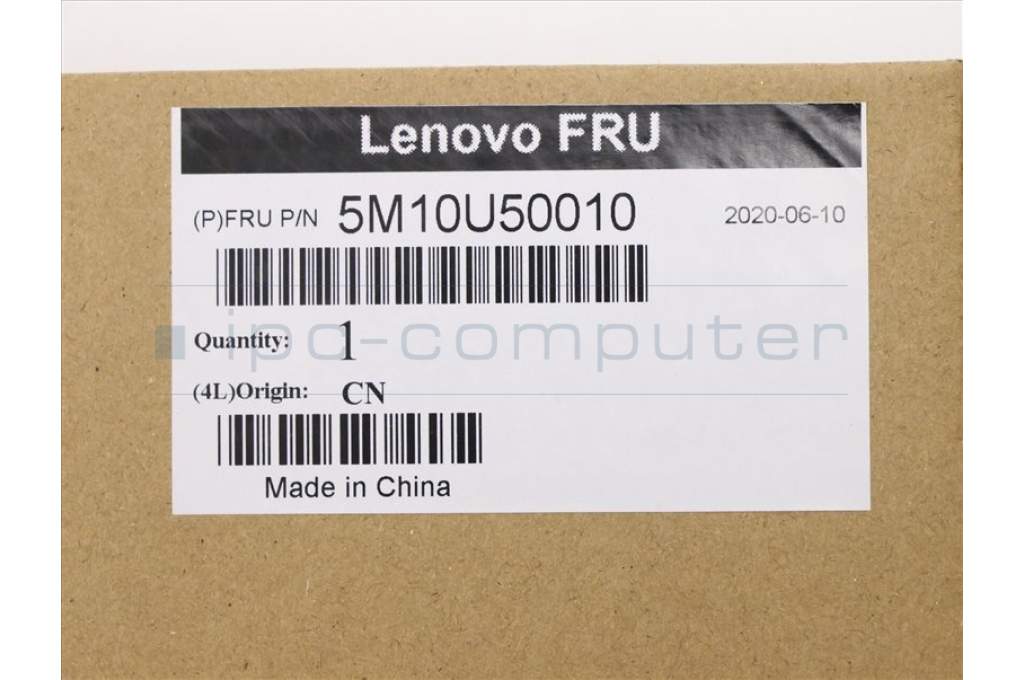 Lenovo FRU
(P)FRU P/N 5M10U50010 2020-06-10
ipc-computer
Quantity: 1
(4L)Origin: CN
Made in China